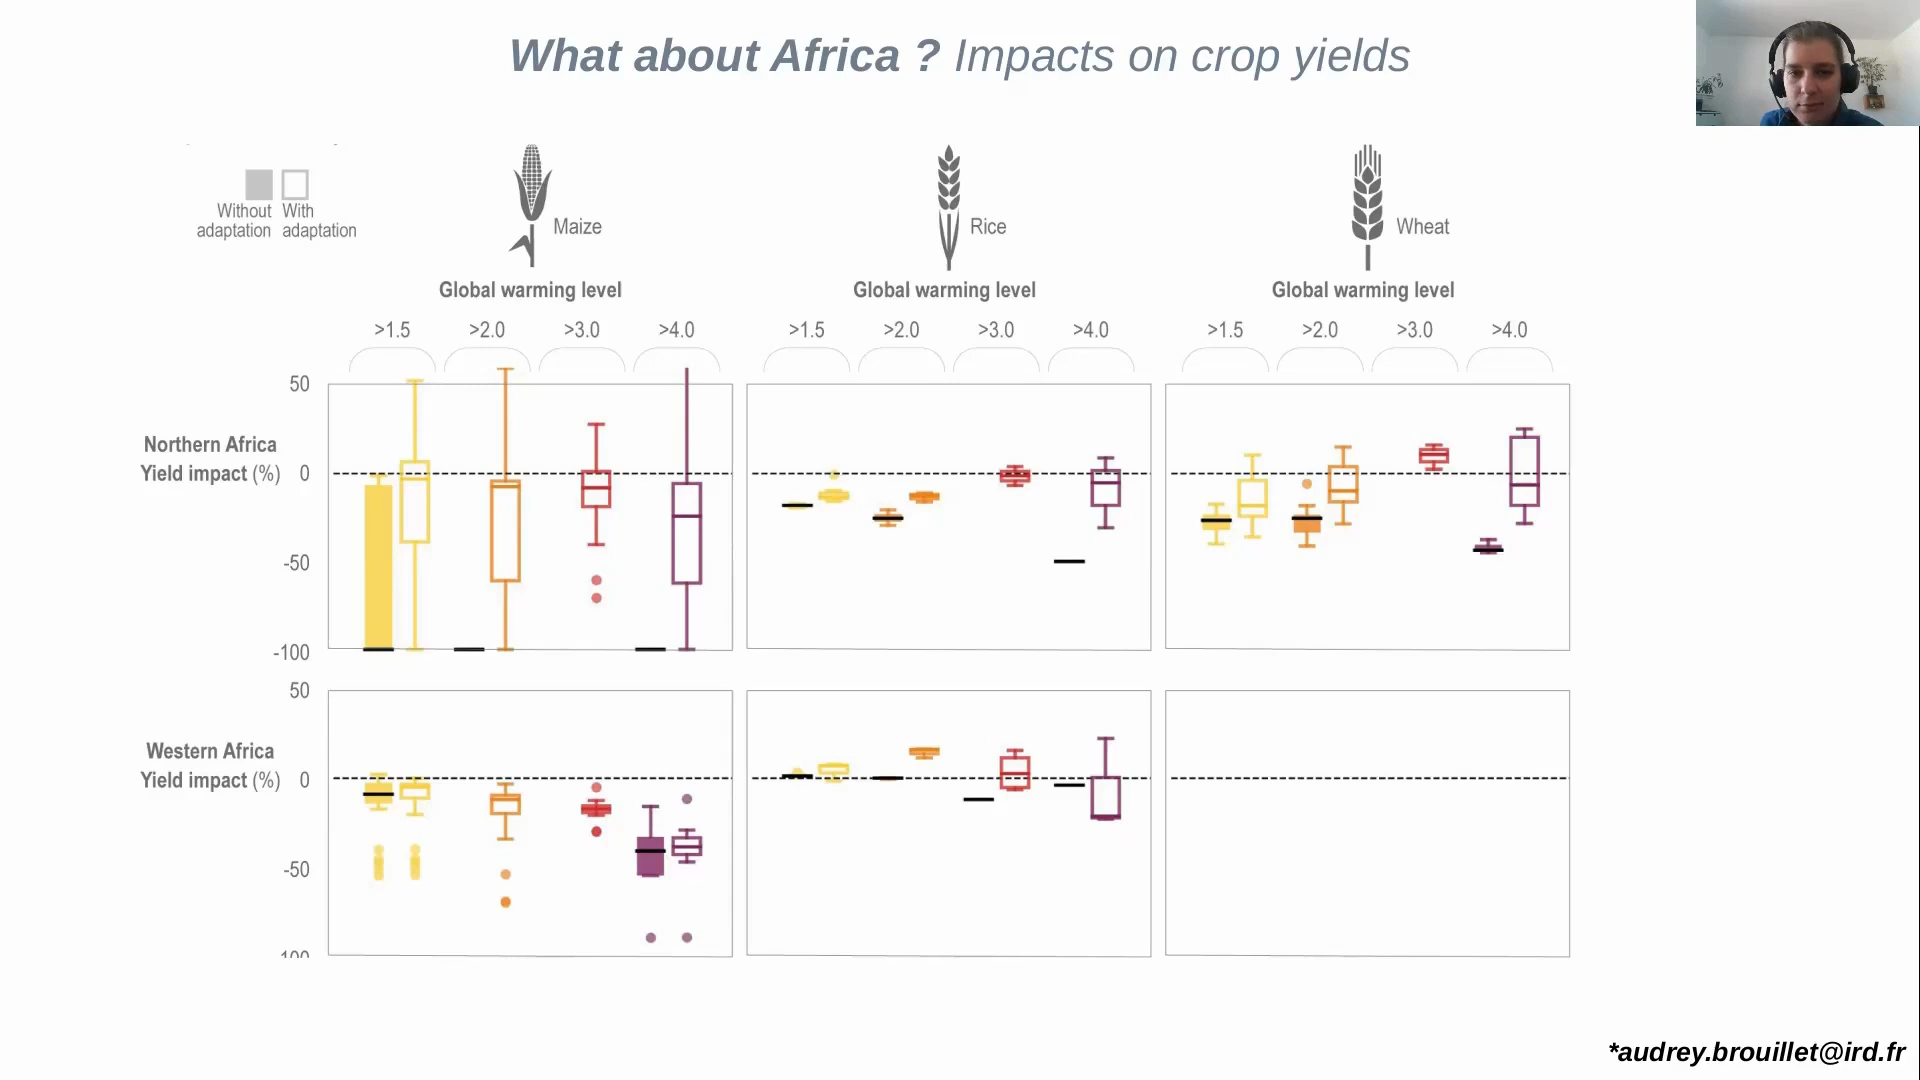 What about Africa ? Impacts on crop yields
Without With
adaptation adaptation
Maize
Rice
Wheat
Global warming level
Global warming level
Global warming level
>1.5 >2.0 >3.0 >4.0
>1.5 >2.0 >3.0 >4.0
>1.5 >2.0 >3.0 >4.0
50
Northern Africa
Yield impact (%) 0
-50
-100
50
Western Africa
Yield impact (%) 0
-50
*audrey.brouillet@ird.fr